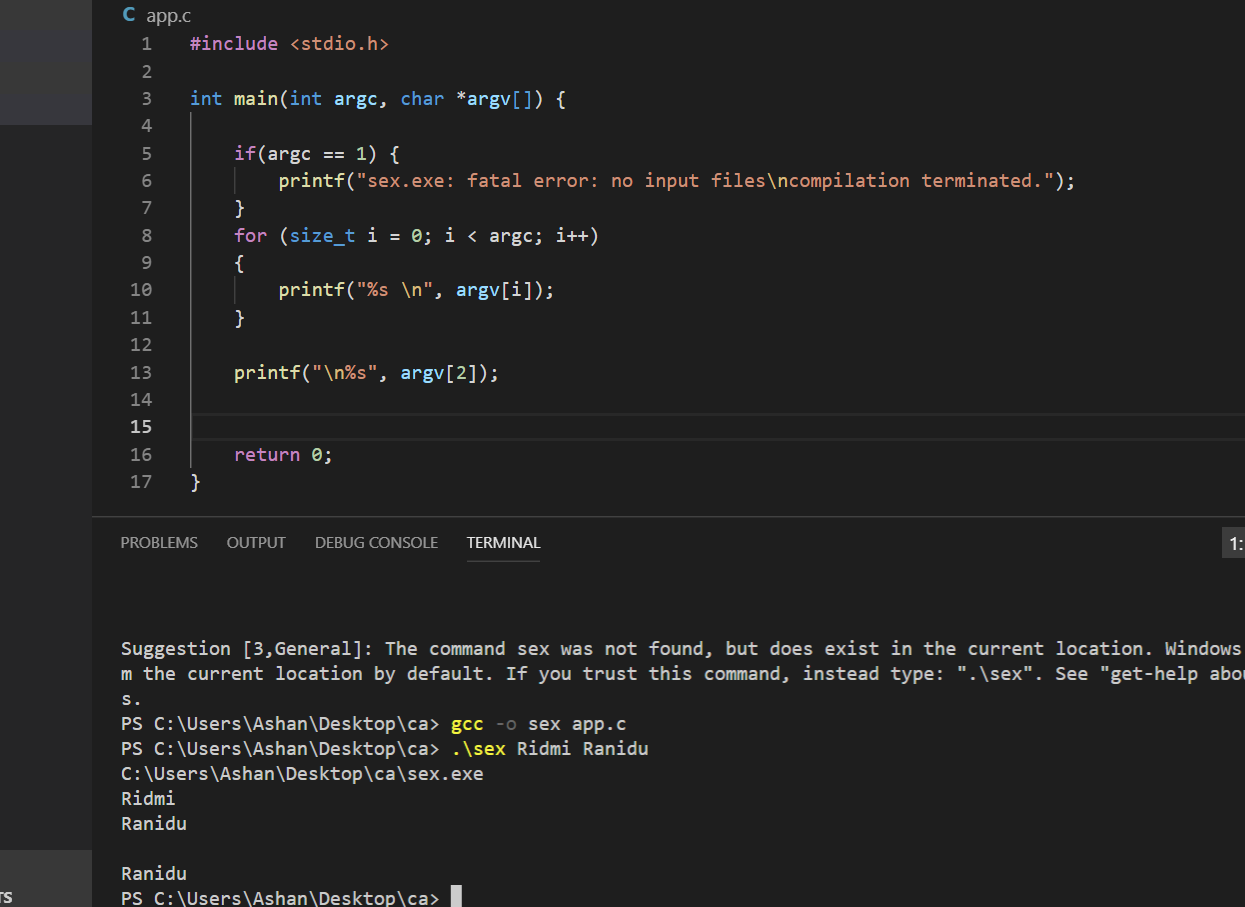 C app.c
1 #include <stdio.h>
2
3 int main(int argc, char *argv[]) {
4
5 if(argc == 1) {
6 printf("sex.exe: fatal error: no input files\ncompilation terminated.");
7 }
8 for (size_t i = 0; i < argc; i++)
9 {
10 printf("%s \n", argv[i]);
11 }
12
13 printf("\n%s", argv[2]);
14
15
16 return 0;
17 }
PROBLEMS OUTPUT DEBUG CONSOLE TERMINAL 1:
Suggestion [3,General]: The command sex was not found, but does exist in the current location. Windows
m the current location by default. If you trust this command, instead type: ".\sex". See "get-help abou
s.
PS C:\Users\Ashan\Desktop\ca> gcc -o sex app.c
PS C:\Users\Ashan\Desktop\ca> .\sex Ridmi Ranidu
C:\Users\Ashan\Desktop\ca\sex.exe
Ridmi
Ranidu
Ranidu
PS C:\Users\Ashan\Desktop\ca>